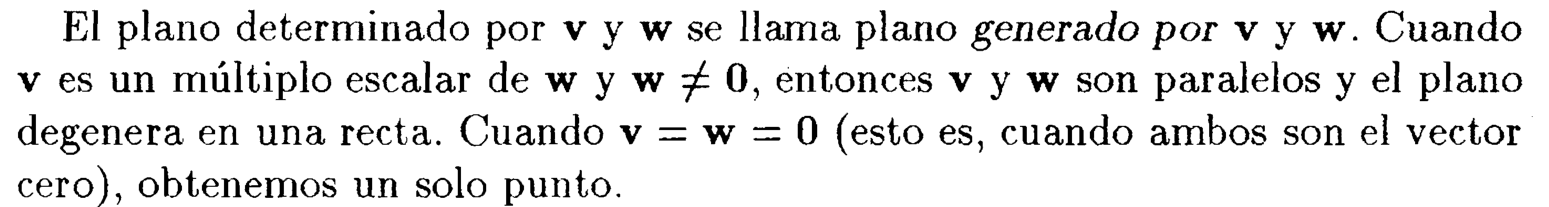 El plano determinado por v y w se llama plano generado por v y w. Cuando
v es un múltiplo escalar de w y w ≠ 0, entonces v y w son paralelos y el plano
degenera en una recta. Cuando v = w = 0 (esto es, cuando ambos son el vector
cero), obtenemos un solo punto.